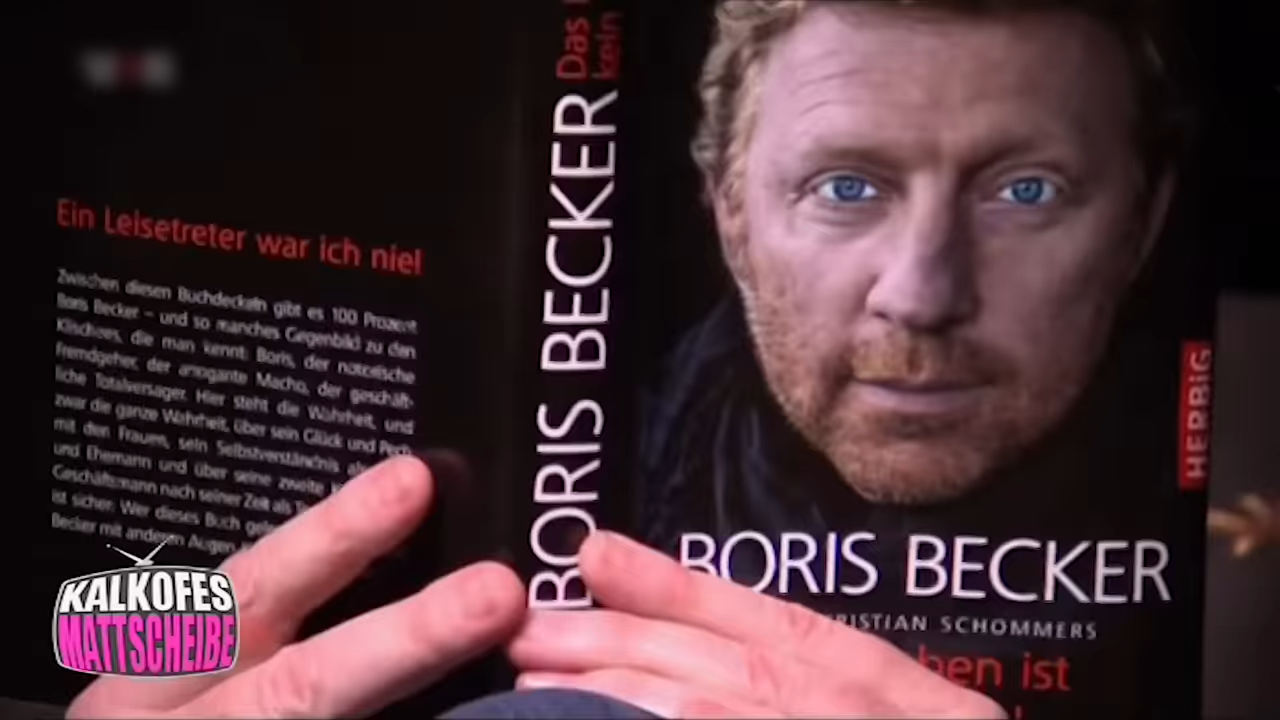 Ein Leisetreter war ich nie!
Zwischen diesen Buchdeckeln gibt es 100 Prozent
Boris Becker – und so manches Gegenbild zu den
Klischees, die man kennt: Boris, der notorische
Fremdgeher, der arrogante Macho, der geschäft-
liche Totalversager. Hier steht die Wahrheit, und
zwar die ganze Wahrheit, über sein Glück und Pech
mit den Frauen, sein Selbstverständnis als
und Ehemann und über seine zweite
Geschäftsmann nach seiner Zeit als
ist sicher: Wer dieses Buch
Becker mit anderen Augen
BORIS BECKER
Das
kein
HERBIG
BORIS BECKER
CHRISTIAN SCHOMMERS
ben ist
KALKOFES
MATTSCHEIBE